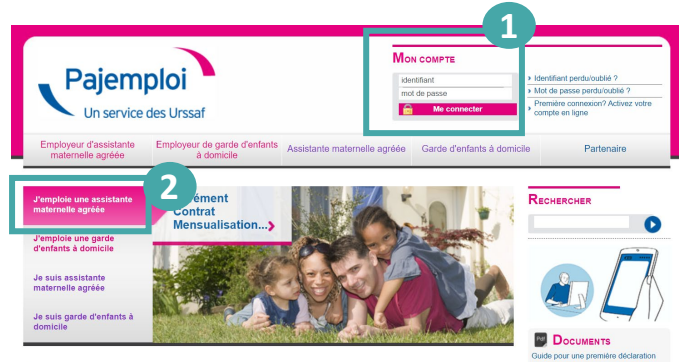 1
MON COMPTE
Pajemploi
Un service des Urssaf
identifiant
mot de passe
Me connecter
Identifiant perdu/oublié ?
Mot de passe perdu/oublié ?
Première connexion? Activez votre
compte en ligne
Employeur d'assistante
maternelle agréée
Employeur de garde d'enfants
à domicile
Assistante maternelle agréée
Garde d'enfants à domicile
Partenaire
2
J'emploie une assistante
maternelle agréée
J'emploie une garde
d'enfants à domicile
Je suis assistante
maternelle agréée
Je suis garde d'enfants à
domicile
Contrat
Mensualisation...
RECHERCHER
Pdf
DOCUMENTS
Guide pour une première déclaration